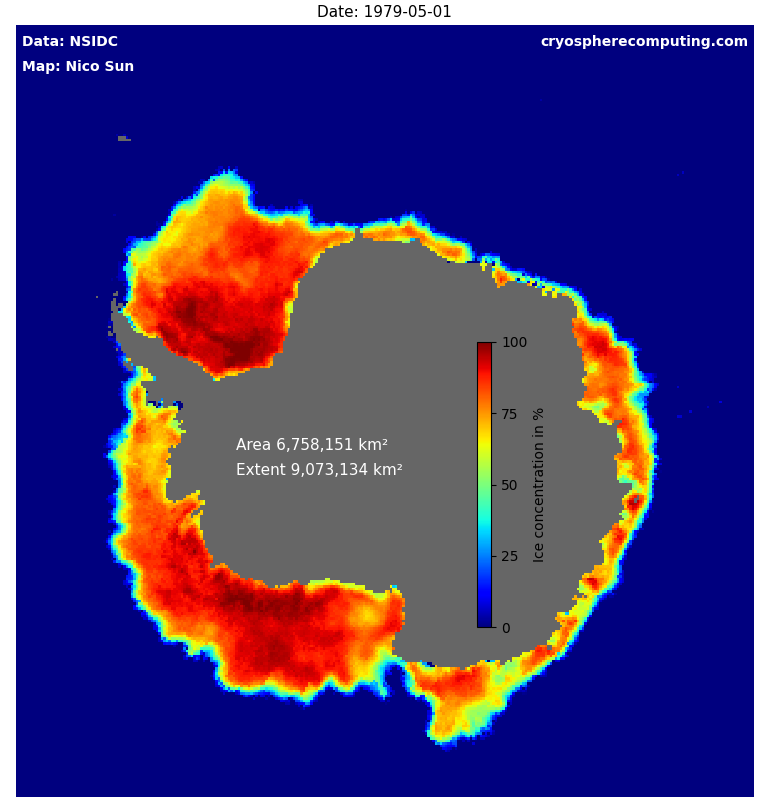 Date: 1979-05-01
Data: NSIDC
cryospherecomputing.com
Map: Nico Sun
100
75
50
25
0
Ice concentration in %
Area 6,758,151 km²
Extent 9,073,134 km²